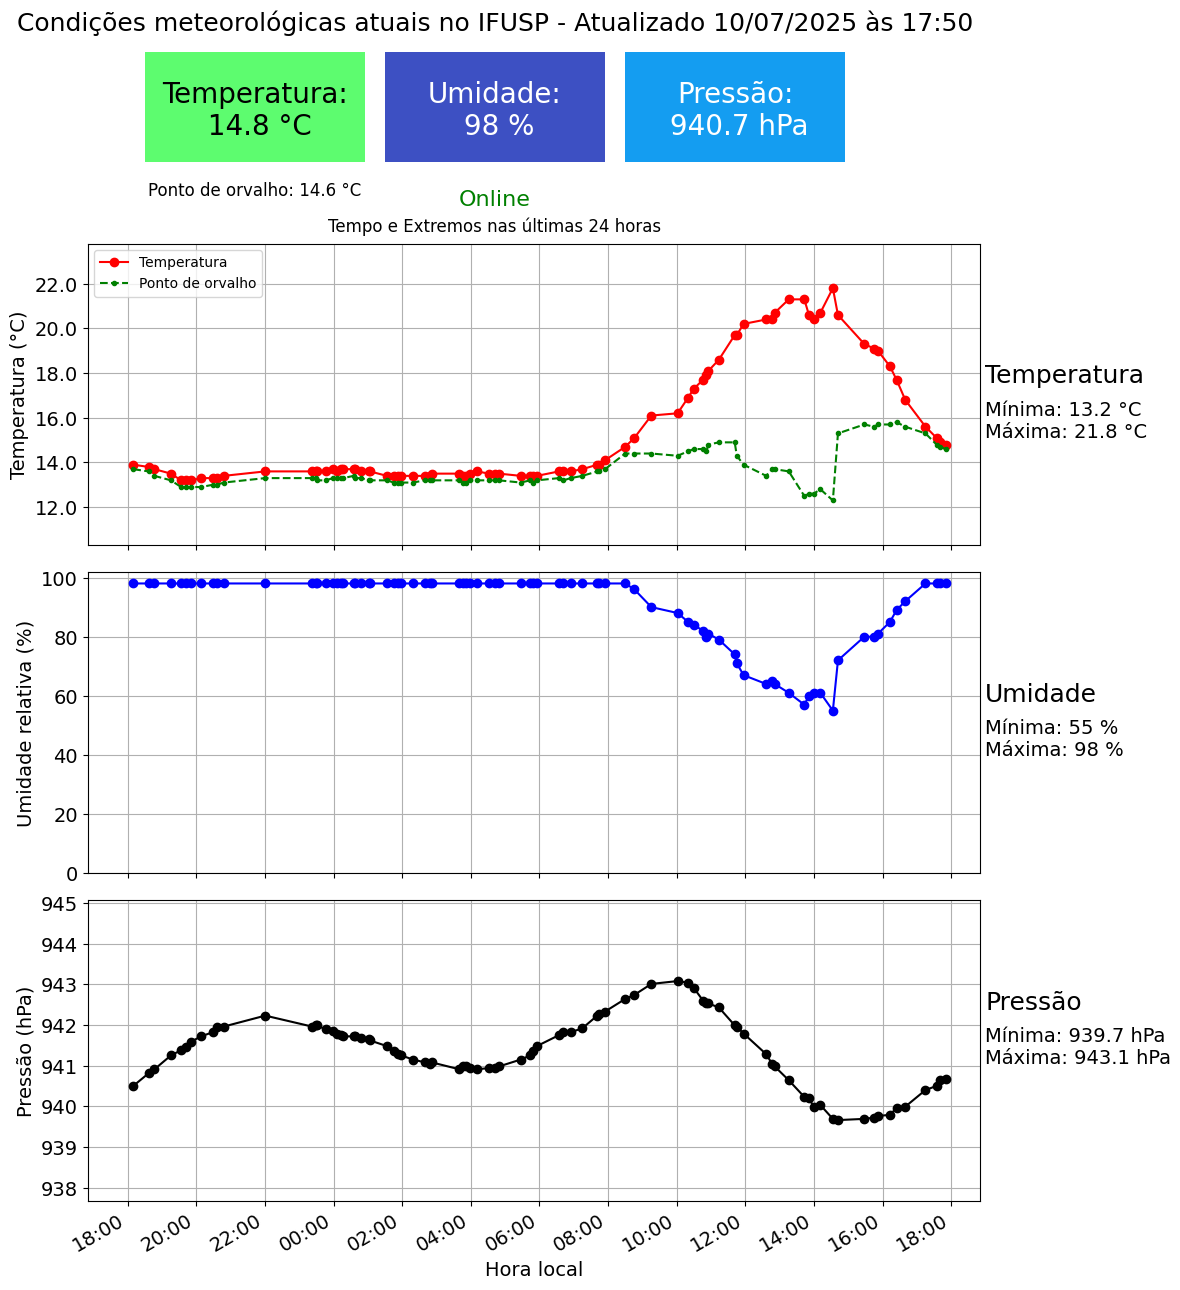 Condições meteorológicas atuais no IFUSP - Atualizado 10/07/2025 às 17:50
Temperatura:
14.8 °C
Umidade:
98 %
Pressão:
940.7 hPa
Ponto de orvalho: 14.6 °C
Online
Tempo e Extremos nas últimas 24 horas
Temperatura
Ponto de orvalho
Temperatura (°C)
22.0
20.0
18.0
16.0
14.0
12.0
Temperatura
Mínima: 13.2 °C
Máxima: 21.8 °C
Umidade relativa (%)
100
80
60
40
20
0
Umidade
Mínima: 55 %
Máxima: 98 %
Pressão (hPa)
945
944
943
942
941
940
939
938
Pressão
Mínima: 939.7 hPa
Máxima: 943.1 hPa
18:00 20:00 22:00 00:00 02:00 04:00 06:00 08:00 10:00 12:00 14:00 16:00 18:00
Hora local